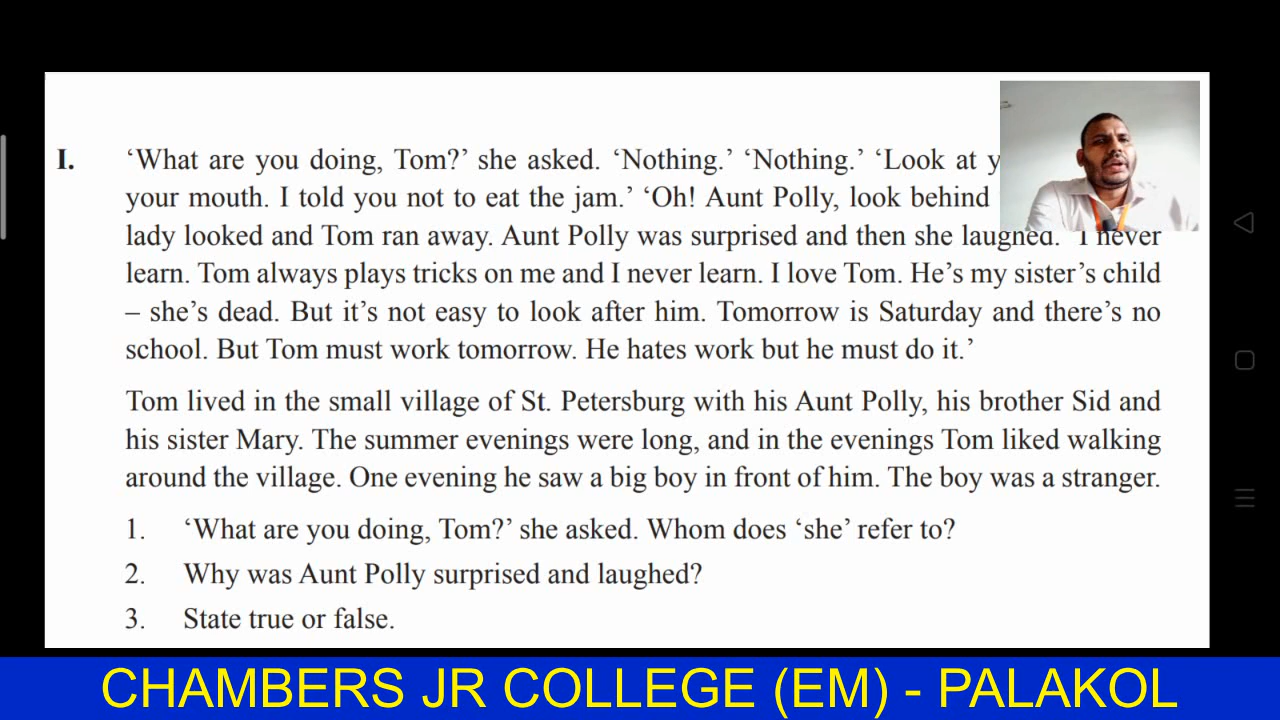 I. ‘What are you doing, Tom?’ she asked. ‘Nothing.’ ‘Nothing.’ ‘Look at
your mouth. I told you not to eat the jam.’ ‘Oh! Aunt Polly, look behind
lady looked and Tom ran away. Aunt Polly was surprised and then she laughed. ‘I never
learn. Tom always plays tricks on me and I never learn. I love Tom. He’s my sister’s child
– she’s dead. But it’s not easy to look after him. Tomorrow is Saturday and there’s no
school. But Tom must work tomorrow. He hates work but he must do it.’
Tom lived in the small village of St. Petersburg with his Aunt Polly, his brother Sid and
his sister Mary. The summer evenings were long, and in the evenings Tom liked walking
around the village. One evening he saw a big boy in front of him. The boy was a stranger.
1. ‘What are you doing, Tom?’ she asked. Whom does ‘she’ refer to?
2. Why was Aunt Polly surprised and laughed?
3. State true or false.
CHAMBERS JR COLLEGE (EM) - PALAKOL